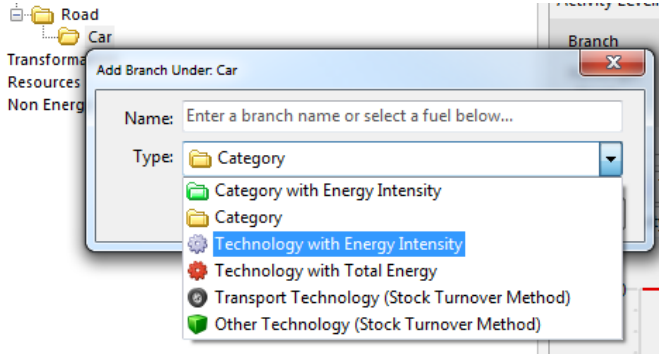 Road
Car
Activity Level
Branch
Transforma
Resources
Non Energ
Add Branch Under: Car
Name: Enter a branch name or select a fuel below...
Type: Category
Category with Energy Intensity
Category
Technology with Energy Intensity
Technology with Total Energy
Transport Technology (Stock Turnover Method)
Other Technology (Stock Turnover Method)